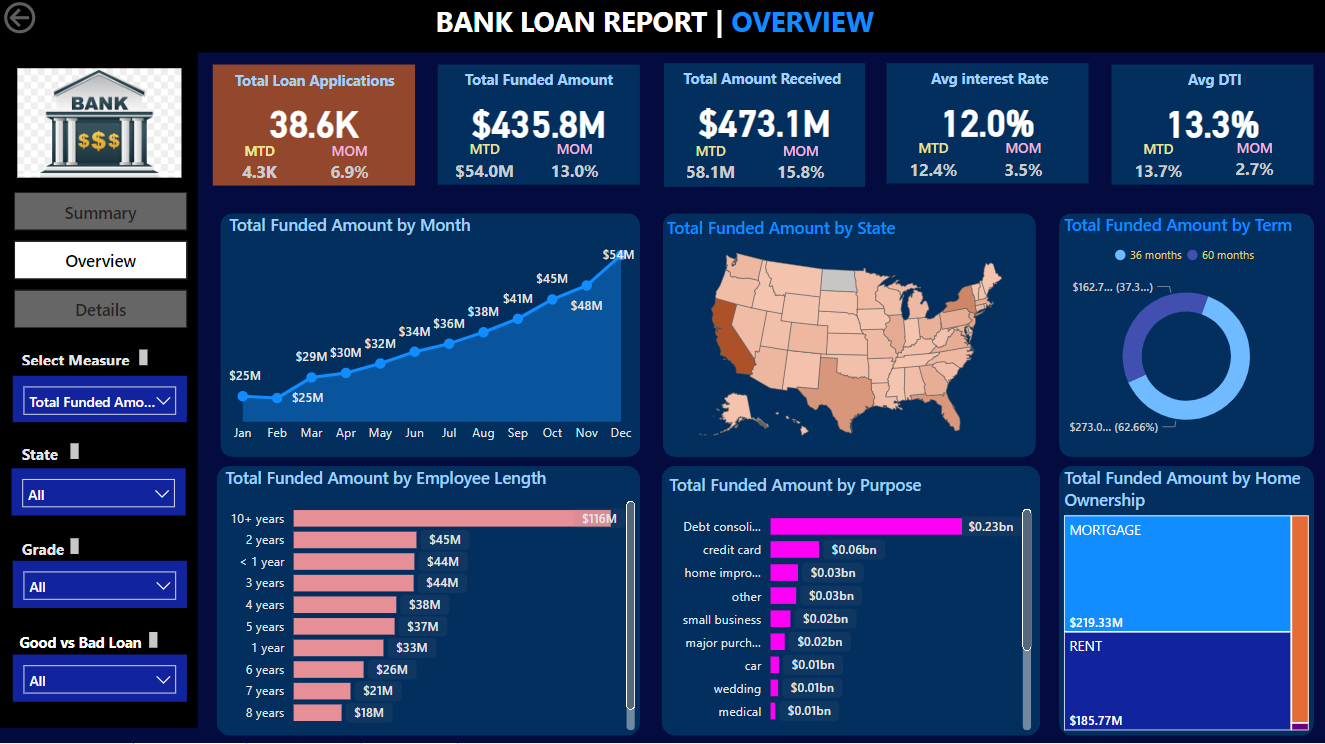 BANK LOAN REPORT | OVERVIEW
BANK
$$$
Summary
Overview
Details
Select Measure
Total Funded Amo...
State
All
Grade
All
Good vs Bad Loan
All
Total Loan Applications
38.6K
MTD MOM
4.3K 6.9%
Total Funded Amount
$435.8M
MTD MOM
$54.0M 13.0%
Total Amount Received
$473.1M
MTD MOM
58.1M 15.8%
Avg interest Rate
12.0%
MTD MOM
12.4% 3.5%
Avg DTI
13.3%
MTD MOM
13.7% 2.7%
Total Funded Amount by Month
$25M $25M $29M $30M $32M $34M $36M $38M $41M $45M $48M $54M
Jan Feb Mar Apr May Jun Jul Aug Sep Oct Nov Dec
Total Funded Amount by State
Total Funded Amount by Term
36 months 60 months
$162.7... (37.3...)
$273.0... (62.66%)
Total Funded Amount by Employee Length
10+ years $116M
2 years $45M
< 1 year $44M
3 years $44M
4 years $38M
5 years $37M
1 year $33M
6 years $26M
7 years $21M
8 years $18M
Total Funded Amount by Purpose
Debt consoli... $0.23bn
credit card $0.06bn
home impro... $0.03bn
other $0.03bn
small business $0.02bn
major purch... $0.02bn
car $0.01bn
wedding $0.01bn
medical $0.01bn
Total Funded Amount by Home
Ownership
MORTGAGE
$219.33M
RENT
$185.77M